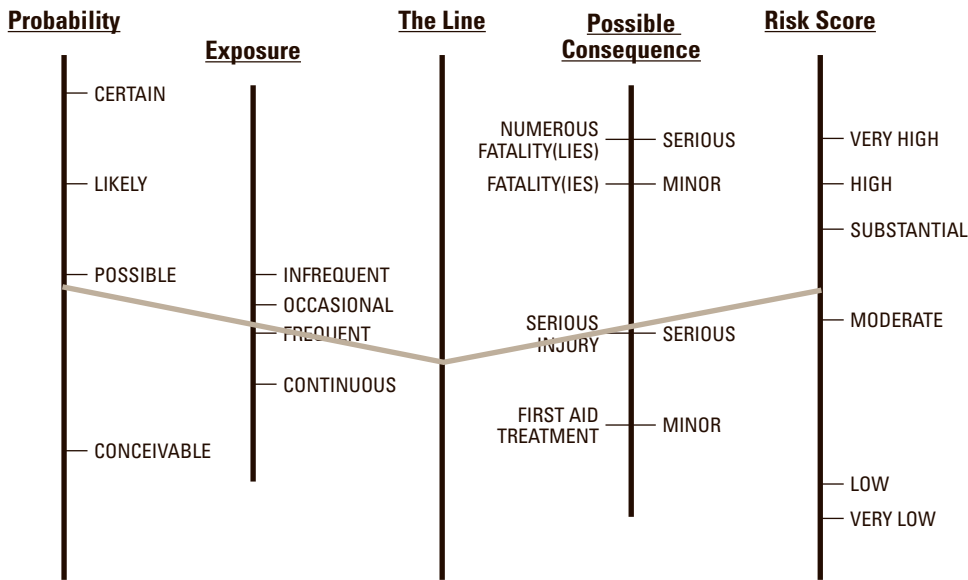 Probability
Exposure
The Line
Possible
Consequence
Risk Score
CERTAIN
LIKELY
POSSIBLE
CONCEIVABLE
INFREQUENT
OCCASIONAL
FREQUENT
CONTINUOUS
NUMEROUS
FATALITY(LIES)
FATALITY(IES)
SERIOUS
INJURY
FIRST AID
TREATMENT
SERIOUS
MINOR
SERIOUS
MINOR
VERY HIGH
HIGH
SUBSTANTIAL
MODERATE
LOW
VERY LOW